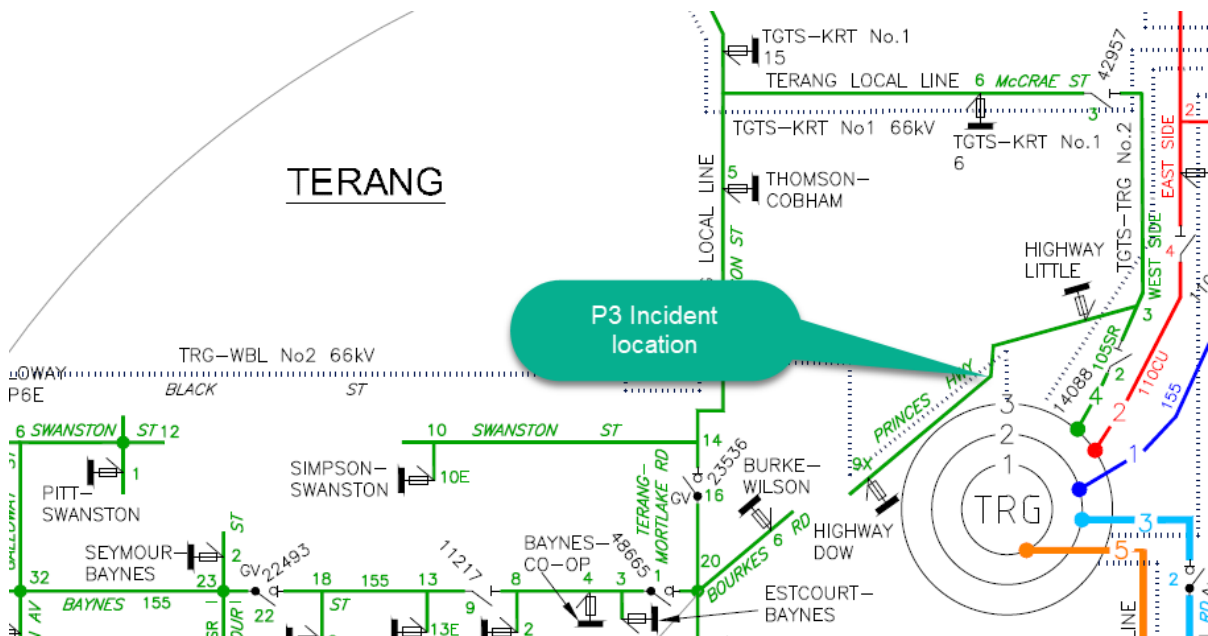 TGTS-KRT No.1
15
42957
TERANG LOCAL LINE 6 McCRAE ST
3
2
TGTS-KRT No1 66kV
TGTS-KRT No.1
6
TGTS-TRG No.2
EAST SIDE
TERANG
LOCAL LINE
5
THOMSON-
COBHAM
HIGHWAY
LITTLE
WEST SIDE
4
3
P3 Incident
location
TRG-WBL No2 66kV
BLACK ST
P6E
PRINCES HWY
14088
105SR
2
4
110CU
2
155
1
3
2
1
TRG
3
5
2
6 SWANSTON ST 12
1
PITT-
SWANSTON
10 SWANSTON ST
14
10E
SIMPSON-
SWANSTON
TERANG-
MORTLAKE RD
23536
GV
16
BURKE-
WILSON
9X
HIGHWAY
DOW
ST
SEYMOUR-
BAYNES
2
GV
22493
11217
BAYNES-
CO-OP
48665
20
6
BOURKES RD
32
BAYNES 155
23
22
18
155
13
ST
9
8
4
3
1
ESTCOURT-
BAYNES
13E
2
AV
LINE